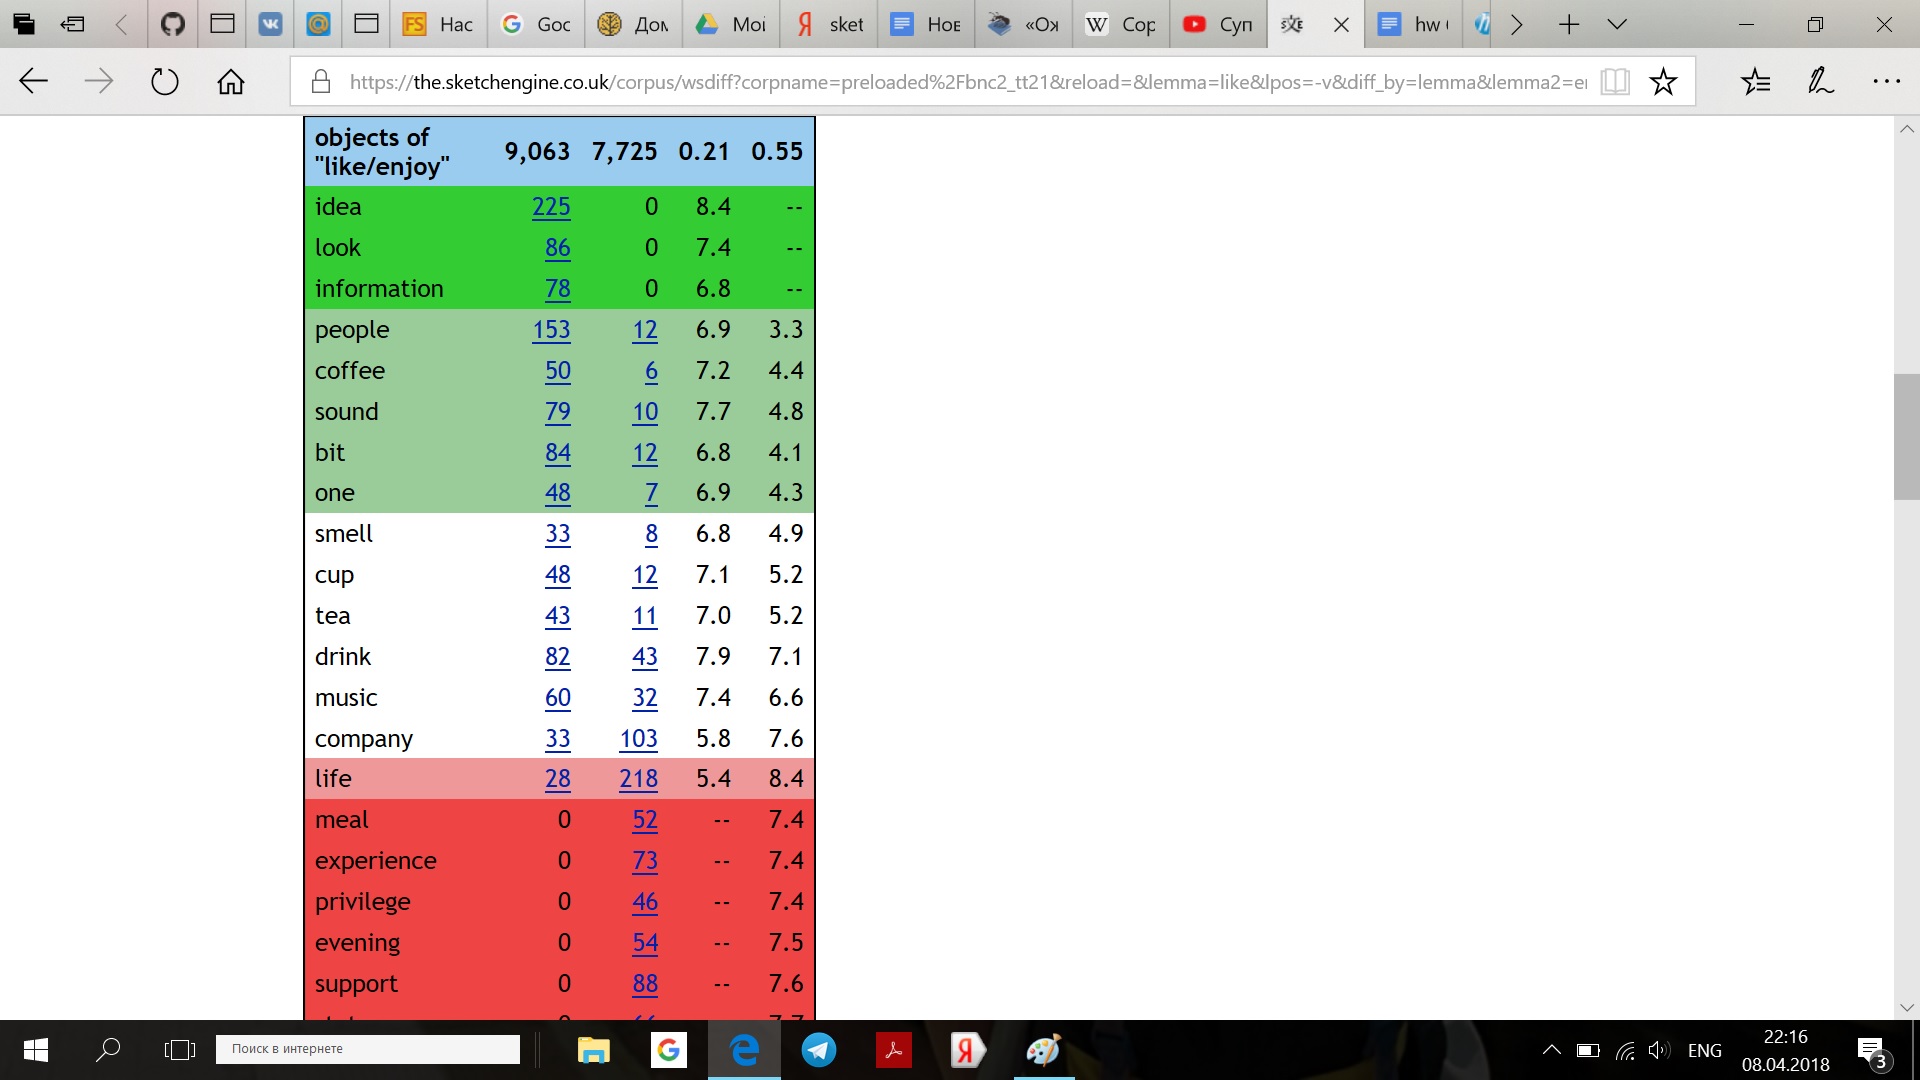 FS Нас
G Goc
Дом
Мої
Я sket
Нов
«Ож
W Cop
Суп
hw
https://the.sketchengine.co.uk/corpus/wsdiff?corpname=preloaded%2Fbnc2_tt21&reload=&lemma=like&lpos=-v&diff_by=lemma&lemma2=e
objects of "like/enjoy" 9,063 7,725 0.21 0.55
idea 225 0 8.4 --
look 86 0 7.4 --
information 78 0 6.8 --
people 153 12 6.9 3.3
coffee 50 6 7.2 4.4
sound 79 10 7.7 4.8
bit 84 12 6.8 4.1
one 48 7 6.9 4.3
smell 33 8 6.8 4.9
cup 48 12 7.1 5.2
tea 43 11 7.0 5.2
drink 82 43 7.9 7.1
music 60 32 7.4 6.6
company 33 103 5.8 7.6
life 28 218 5.4 8.4
meal 0 52 -- 7.4
experience 0 73 -- 7.4
privilege 0 46 -- 7.4
evening 0 54 -- 7.5
support 0 88 -- 7.6
Поиск в интернете
ENG
22:16
08.04.2018
3